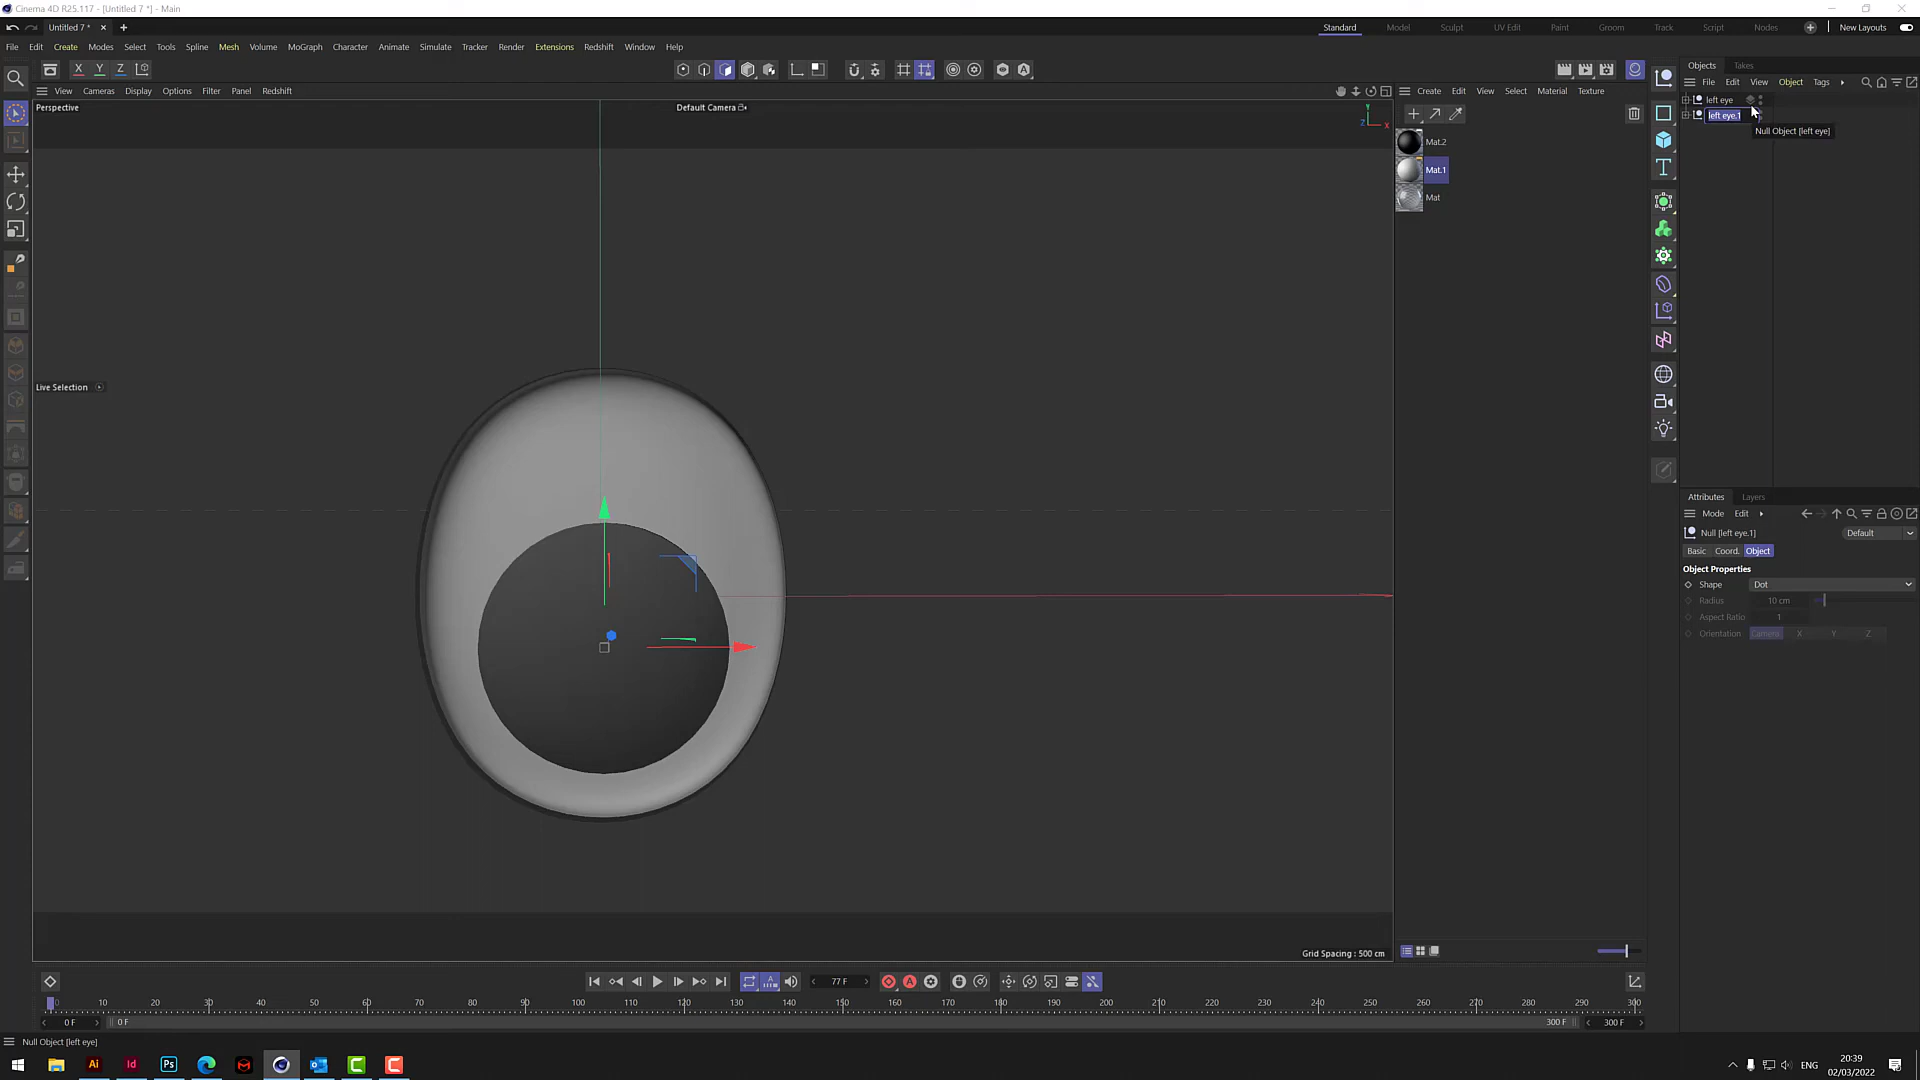 Cinema 4D R25.117 - [Untitled 7 *] - Main
Untitled 7 *
Standard Model Sculpt UV Edit Paint Groom Track Script Nodes New Layouts
File Edit Create Modes Select Tools Spline Mesh Volume MoGraph Character Animate Simulate Tracker Render Extensions Redshift Window Help
X Y Z
Objects Takes
File Edit View Object Tags
View Cameras Display Options Filter Panel Redshift
Create Edit View Select Material Texture
Perspective
Default Camera
left eye
left eye.1
Null Object [left eye]
Y
X
Z
Mat.2
Mat.1
Mat
Live Selection
Attributes Layers
Mode Edit
Null [left eye.1]
Default
Basic Coord. Object
Object Properties
Shape Dot
Radius 10 cm
Aspect Ratio 1
Orientation Camera X Y Z
Grid Spacing : 500 cm
77 F
0 10 20 30 40 50 60 70 80 90 100 110 120 130 140 150 160 170 180 190 200 210 220 230 240 250 260 270 280 290 300
0 F
0 F
300 F
300 F
Null Object [left eye]
Ai Id Ps
ENG
20:39
02/03/2022